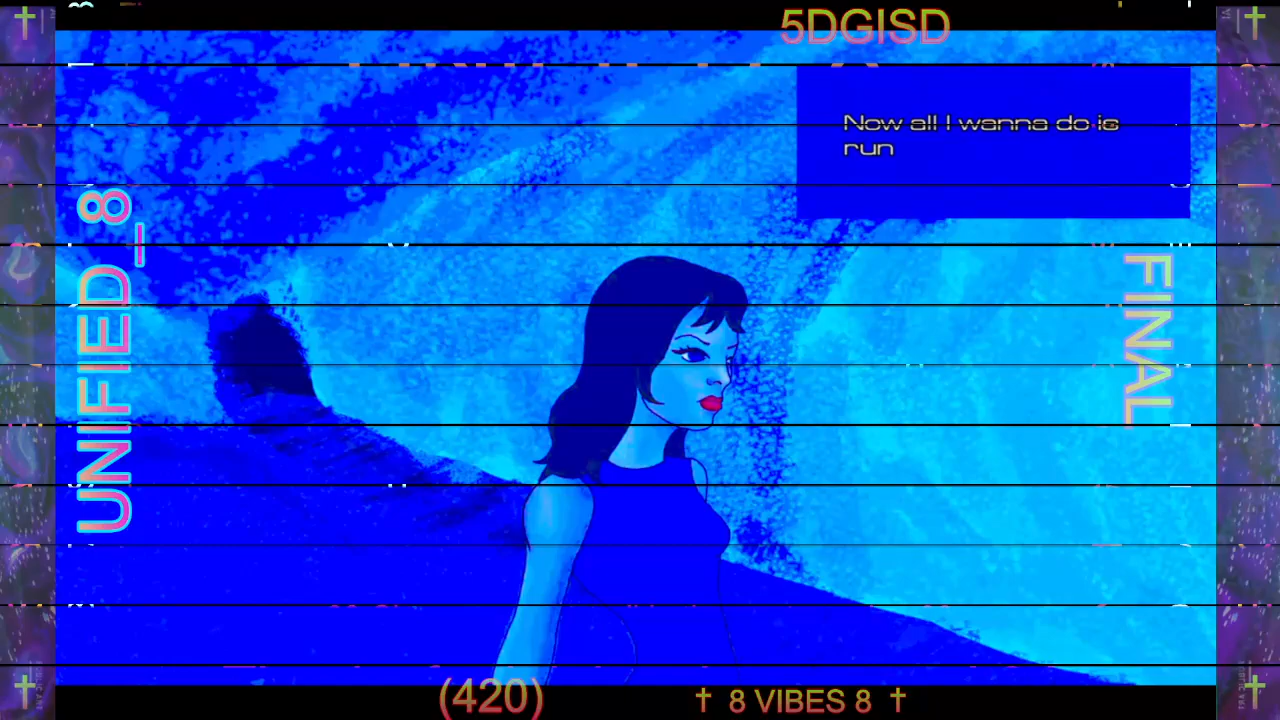 5DGISD
Now all I wanna do is
run
UNIFIED_8
FINAL
(420)
† 8 VIBES 8 †